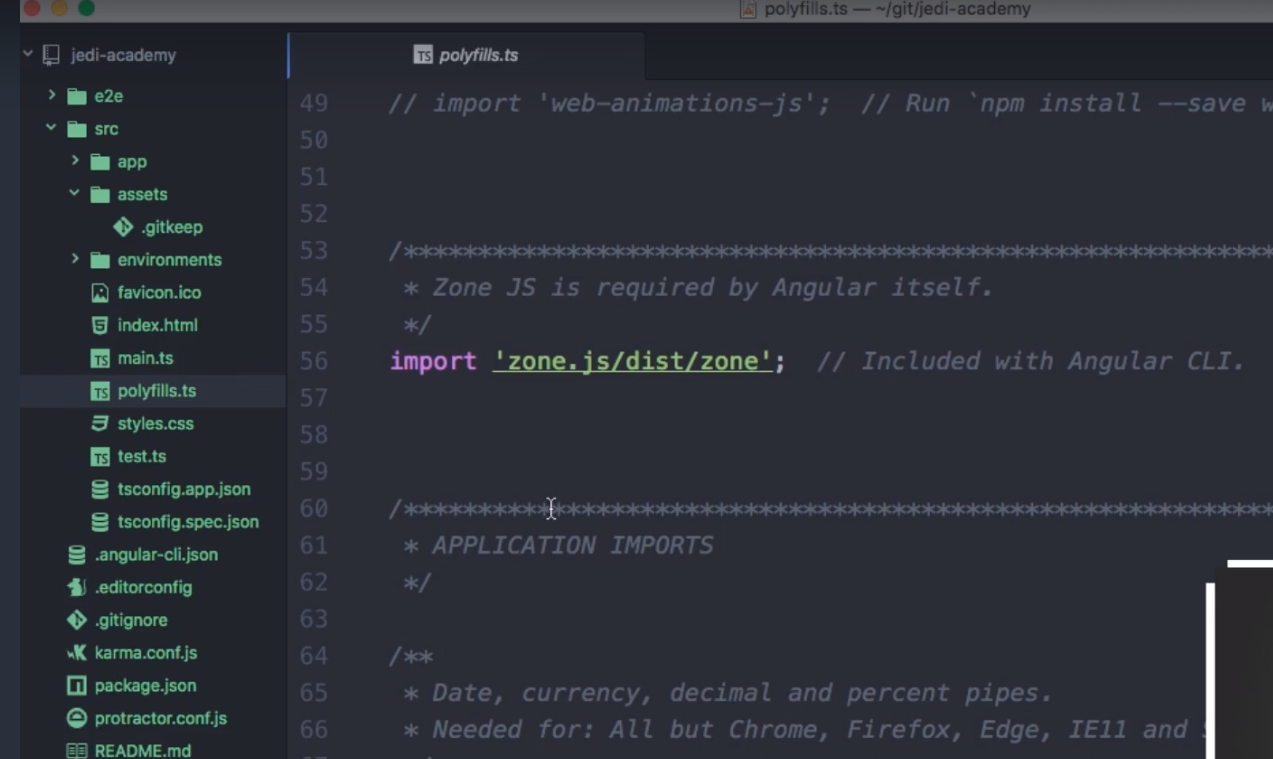 polyfills.ts — ~/git/jedi-academy
jedi-academy
e2e
src
app
assets
.gitkeep
environments
favicon.ico
index.html
main.ts
polyfills.ts
styles.css
test.ts
tsconfig.app.json
tsconfig.spec.json
.angular-cli.json
.editorconfig
.gitignore
karma.conf.js
package.json
protractor.conf.js
README.md
TS polyfills.ts
49 // import 'web-animations-js';  // Run `npm install --save w
50
51
52
53 /***********************************************************
54 * Zone JS is required by Angular itself.
55 */
56 import 'zone.js/dist/zone';  // Included with Angular CLI.
57
58
59
60 /***********************************************************
61 * APPLICATION IMPORTS
62 */
63
64 /**
65 * Date, currency, decimal and percent pipes.
66 * Needed for: All but Chrome, Firefox, Edge, IE11 and